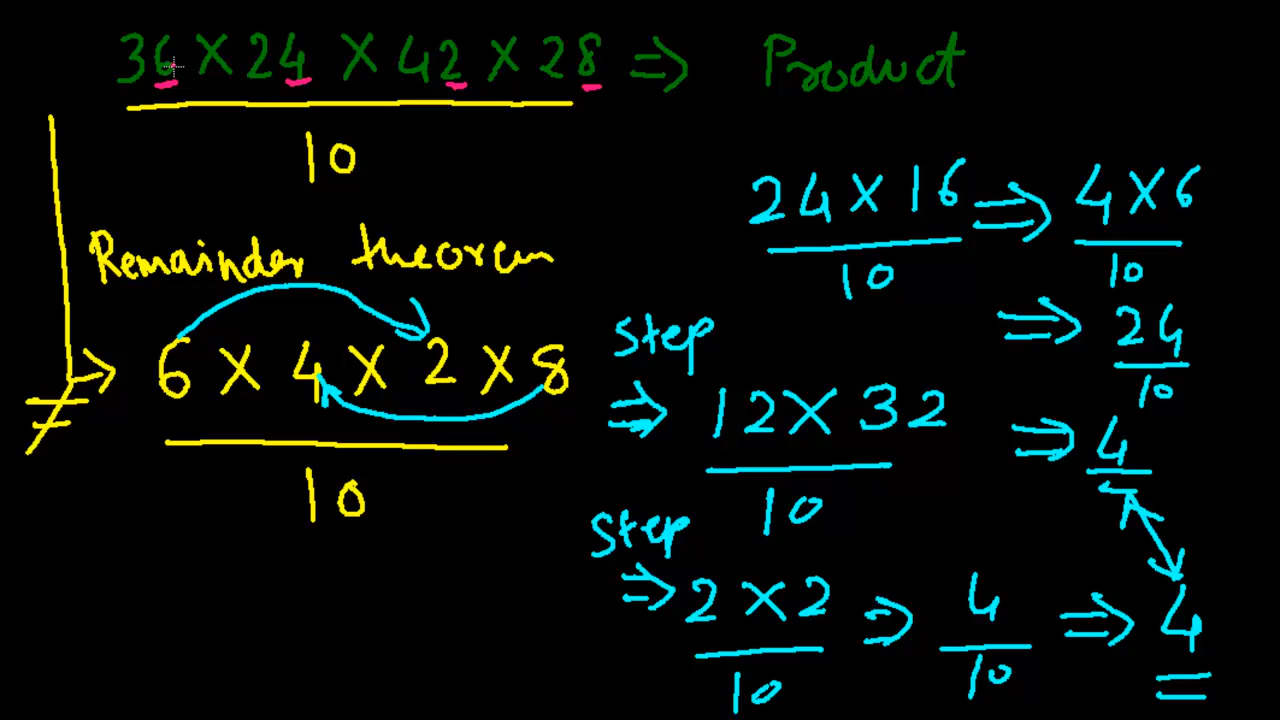 36 × 24 × 42 × 28 ⇒ Product
10
Remainder theorem
⇒ 6 × 4 × 2 × 8
10
24 × 16 ⇒ 4 × 6
10 10
⇒ 24
10
Step
⇒ 12 × 32 ⇒ 4
10
Step
⇒ 2 × 2 ⇒ 4 ⇒ 4
10 10